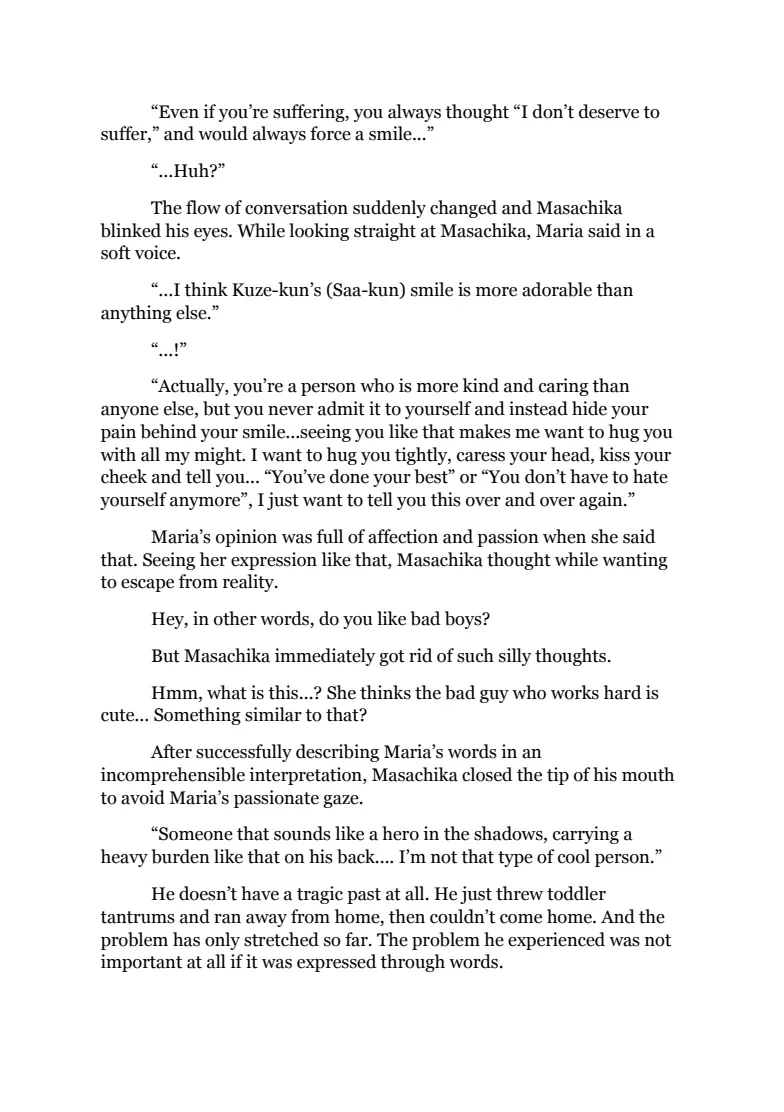 “Even if you’re suffering, you always thought “I don’t deserve to
suffer,” and would always force a smile...”
“...Huh?”
The flow of conversation suddenly changed and Masachika
blinked his eyes. While looking straight at Masachika, Maria said in a
soft voice.
“...I think Kuze-kun’s (Saa-kun) smile is more adorable than
anything else.”
“...!”
“Actually, you’re a person who is more kind and caring than
anyone else, but you never admit it to yourself and instead hide your
pain behind your smile...seeing you like that makes me want to hug you
with all my might. I want to hug you tightly, caress your head, kiss your
cheek and tell you... “You’ve done your best” or “You don’t have to hate
yourself anymore”, I just want to tell you this over and over again.”
Maria’s opinion was full of affection and passion when she said
that. Seeing her expression like that, Masachika thought while wanting
to escape from reality.
Hey, in other words, do you like bad boys?
But Masachika immediately got rid of such silly thoughts.
Hmm, what is this...? She thinks the bad guy who works hard is
cute... Something similar to that?
After successfully describing Maria’s words in an
incomprehensible interpretation, Masachika closed the tip of his mouth
to avoid Maria’s passionate gaze.
“Someone that sounds like a hero in the shadows, carrying a
heavy burden like that on his back.... I’m not that type of cool person.”
He doesn’t have a tragic past at all. He just threw toddler
tantrums and ran away from home, then couldn’t come home. And the
problem has only stretched so far. The problem he experienced was not
important at all if it was expressed through words.